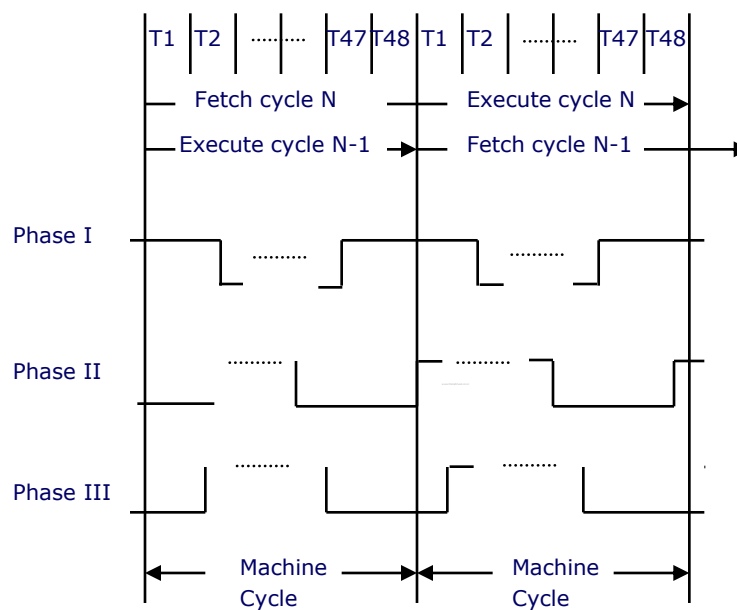 T1 T2 ............ T47 T48 T1 T2 ............ T47 T48
Fetch cycle N Execute cycle N
Execute cycle N-1 Fetch cycle N-1
Phase I
Phase II
Phase III
Machine Cycle Machine Cycle